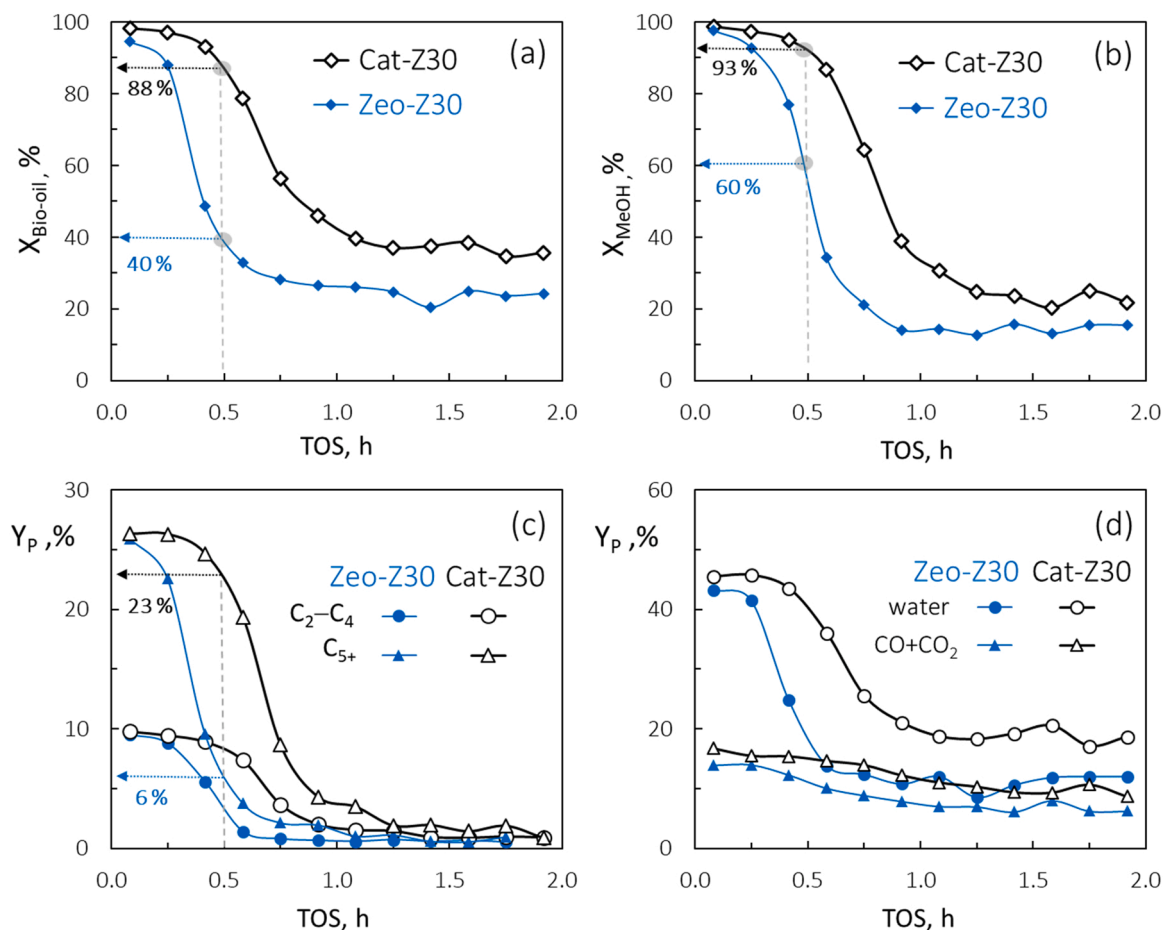 (a)
X_Bio-oil, %
100
80
60
40
20
0
88 %
40 %
Cat-Z30
Zeo-Z30
0.0 0.5 1.0 1.5 2.0
TOS, h
(b)
X_MeOH, %
100
80
60
40
20
0
93 %
60 %
Cat-Z30
Zeo-Z30
0.0 0.5 1.0 1.5 2.0
TOS, h
(c)
Y_P ,%
30
20
10
0
23 %
6 %
Zeo-Z30 Cat-Z30
C₂–C₄
C₅₊
0.0 0.5 1.0 1.5 2.0
TOS, h
(d)
Y_P ,%
60
40
20
0
Zeo-Z30 Cat-Z30
water
CO+CO₂
0.0 0.5 1.0 1.5 2.0
TOS, h